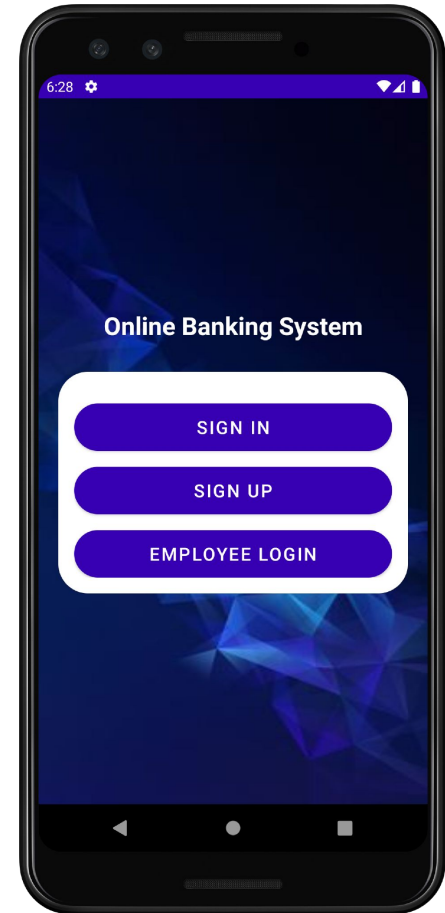 6:28
Online Banking System
SIGN IN
SIGN UP
EMPLOYEE LOGIN